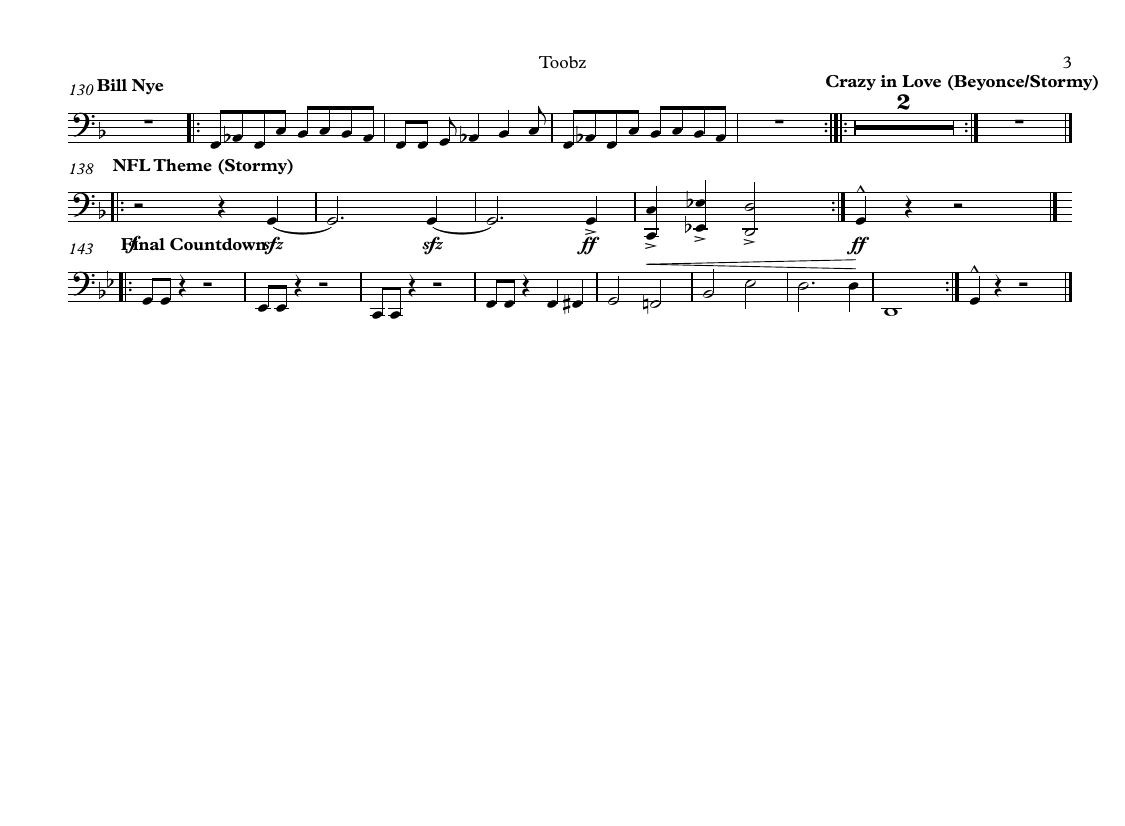 Toobz
3
130 Bill Nye
Crazy in Love (Beyonce/Stormy)
2
138 NFL Theme (Stormy)
sfz sfz ff ff
143 Final Countdown